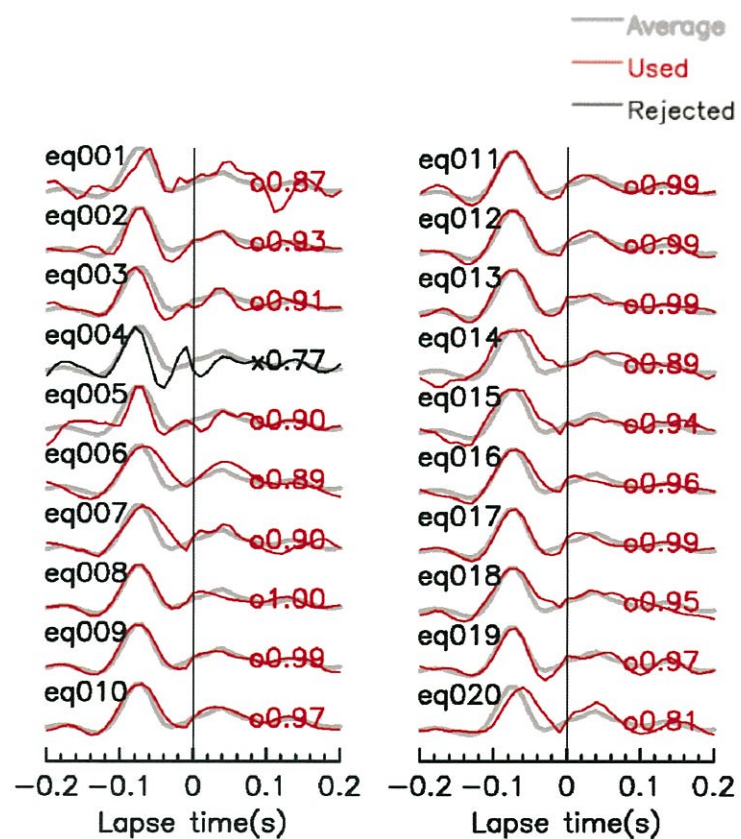 Average
Used
Rejected
eq001 o0.87
eq002 o0.93
eq003 o0.91
eq004 x0.77
eq005 o0.90
eq006 o0.89
eq007 o0.90
eq008 o1.00
eq009 o0.99
eq010 o0.97
-0.2 -0.1 0 0.1 0.2
Lapse time(s)
eq011 o0.99
eq012 o0.99
eq013 o0.99
eq014 o0.89
eq015 o0.94
eq016 o0.96
eq017 o0.99
eq018 o0.95
eq019 o0.97
eq020 o0.81
-0.2 -0.1 0 0.1 0.2
Lapse time(s)